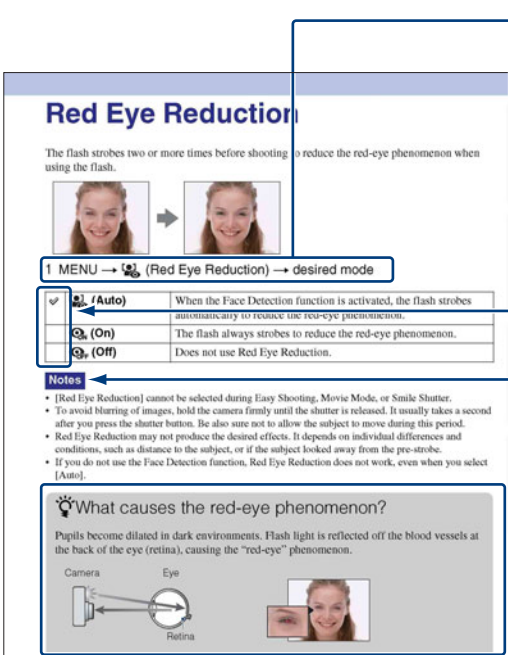 Red Eye Reduction
The flash strobes two or more times before shooting to reduce the red-eye phenomenon when
using the flash.
1 MENU → (Red Eye Reduction) → desired mode
(Auto) When the Face Detection function is activated, the flash strobes
automatically to reduce the red-eye phenomenon.
(On) The flash always strobes to reduce the red-eye phenomenon.
(Off) Does not use Red Eye Reduction.
Notes
• [Red Eye Reduction] cannot be selected during Easy Shooting, Movie Mode, or Smile Shutter.
• To avoid blurring of images, hold the camera firmly until the shutter is released. It usually takes a second
after you press the shutter button. Be also sure not to allow the subject to move during this period.
• Red Eye Reduction may not produce the desired effects. It depends on individual differences and
conditions, such as distance to the subject, or if the subject looked away from the pre-strobe.
• If you do not use the Face Detection function, Red Eye Reduction does not work, even when you select
[Auto].
What causes the red-eye phenomenon?
Pupils become dilated in dark environments. Flash light is reflected off the blood vessels at
the back of the eye (retina), causing the “red-eye” phenomenon.
Camera Eye
Retina